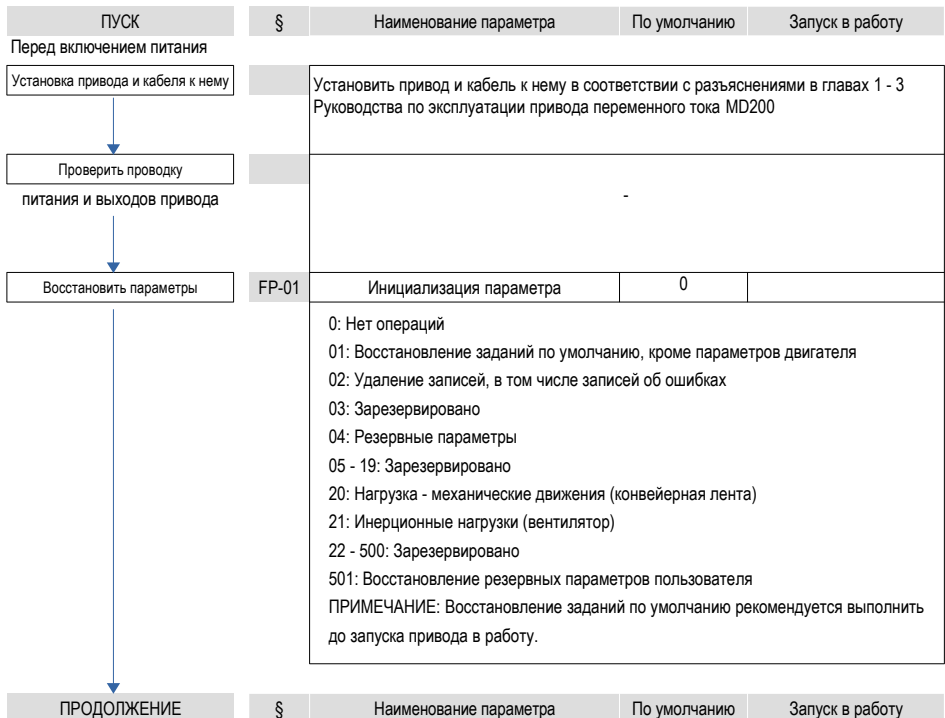 ПУСК § Наименование параметра По умолчанию Запуск в работу
Перед включением питания
Установка привода и кабеля к нему
Установить привод и кабель к нему в соответствии с разъяснениями в главах 1 - 3
Руководства по эксплуатации привода переменного тока MD200
Проверить проводку
питания и выходов привода
-
Восстановить параметры FP-01 Инициализация параметра 0
0: Нет операций
01: Восстановление заданий по умолчанию, кроме параметров двигателя
02: Удаление записей, в том числе записей об ошибках
03: Зарезервировано
04: Резервные параметры
05 - 19: Зарезервировано
20: Нагрузка - механические движения (конвейерная лента)
21: Инерционные нагрузки (вентилятор)
22 - 500: Зарезервировано
501: Восстановление резервных параметров пользователя
ПРИМЕЧАНИЕ: Восстановление заданий по умолчанию рекомендуется выполнить
до запуска привода в работу.
ПРОДОЛЖЕНИЕ § Наименование параметра По умолчанию Запуск в работу